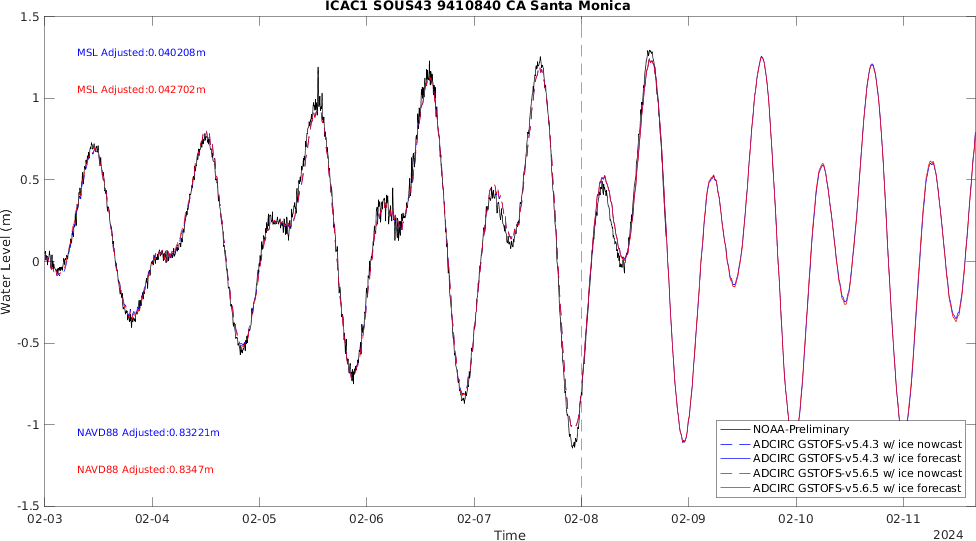 ICAC1 SOUS43 9410840 CA Santa Monica
1.5
1
0.5
0
-0.5
-1
-1.5
Water Level (m)
MSL Adjusted:0.040208m
MSL Adjusted:0.042702m
NAVD88 Adjusted:0.83221m
NAVD88 Adjusted:0.8347m
NOAA-Preliminary
ADCIRC GSTOFS-v5.4.3 w/ ice nowcast
ADCIRC GSTOFS-v5.4.3 w/ ice forecast
ADCIRC GSTOFS-v5.6.5 w/ ice nowcast
ADCIRC GSTOFS-v5.6.5 w/ ice forecast
02-03 02-04 02-05 02-06 02-07 02-08 02-09 02-10 02-11
Time
2024